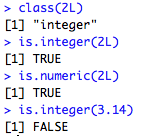 > class(2L)
[1] "integer"
> is.integer(2L)
[1] TRUE
> is.numeric(2L)
[1] TRUE
> is.integer(3.14)
[1] FALSE